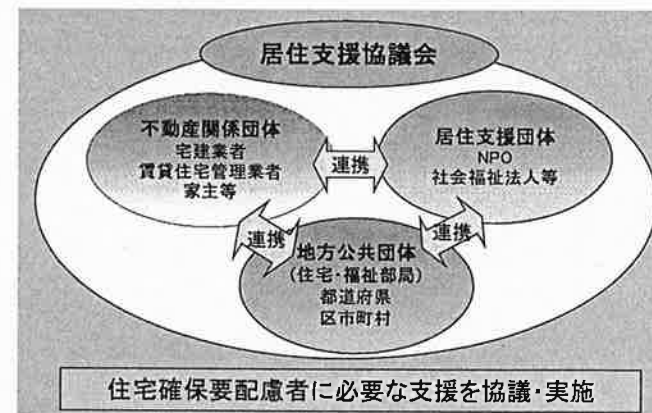 居住支援協議会
不動産関係団体
宅建業者
賃貸住宅管理業者
家主等
連携
居住支援団体
NPO
社会福祉法人等
連携
連携
地方公共団体
(住宅・福祉部局)
都道府県
区市町村
住宅確保要配慮者に必要な支援を協議・実施